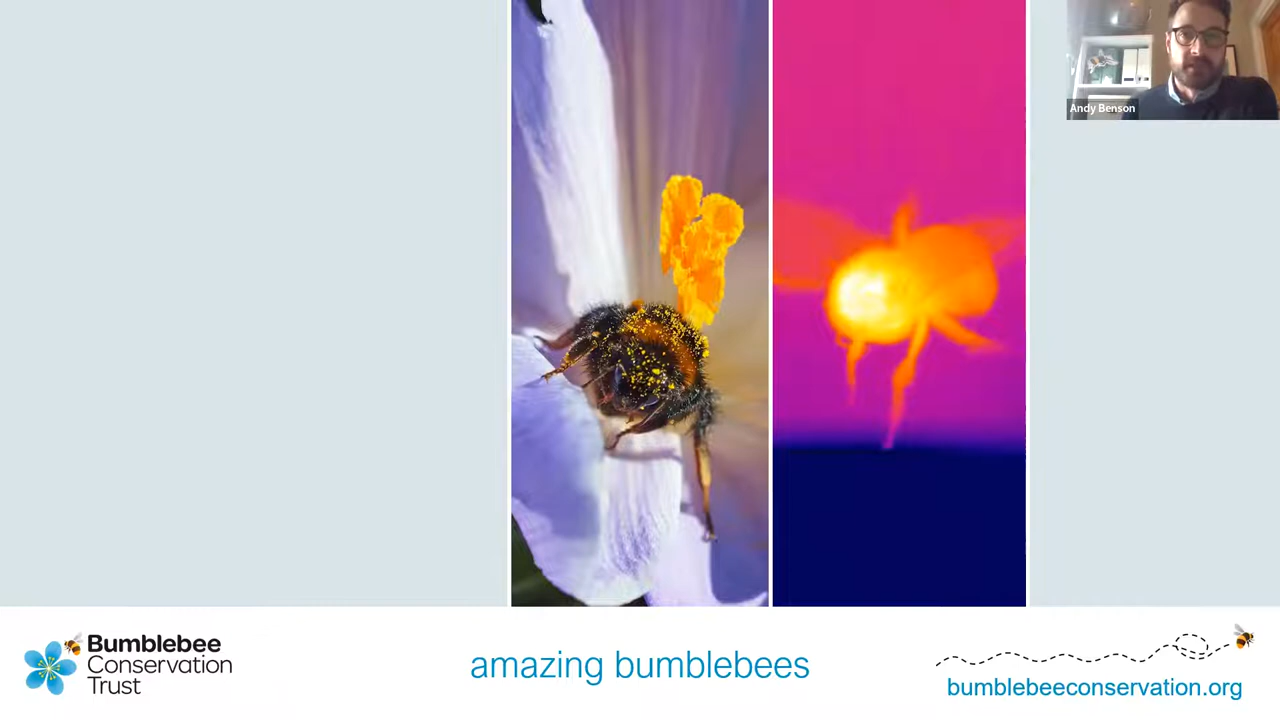 Andy Benson
Bumblebee
Conservation
Trust
amazing bumblebees
bumblebeeconservation.org